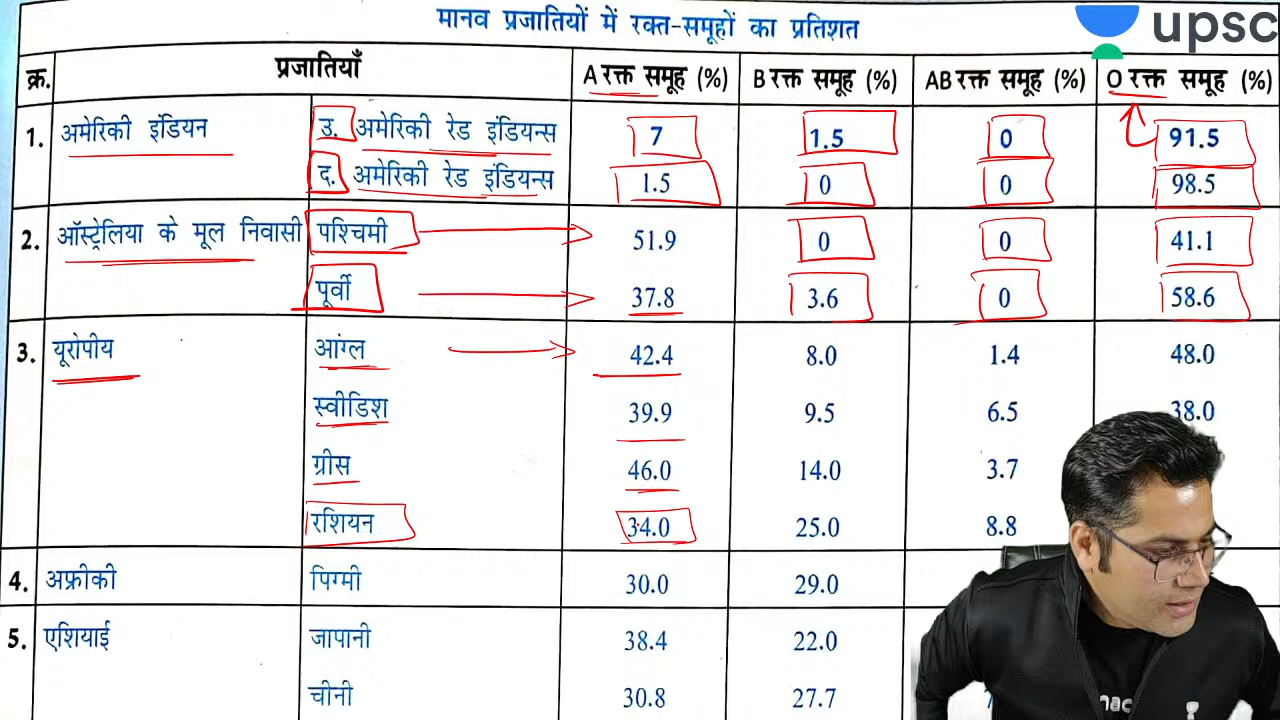 मानव प्रजातियों में रक्त-समूहों का प्रतिशत
upsc
क्र. प्रजातियाँ A रक्त समूह (%) B रक्त समूह (%) AB रक्त समूह (%) O रक्त समूह (%)
1. अमेरिकी इंडियन उ. अमेरिकी रेड इंडियन्स 7 1.5 0 91.5
द. अमेरिकी रेड इंडियन्स 1.5 0 0 98.5
2. ऑस्ट्रेलिया के मूल निवासी पश्चिमी 51.9 0 0 41.1
पूर्वी 37.8 3.6 0 58.6
3. यूरोपीय आंग्ल 42.4 8.0 1.4 48.0
स्वीडिश 39.9 9.5 6.5 38.0
ग्रीस 46.0 14.0 3.7
रशियन 34.0 25.0 8.8
4. अफ्रीकी पिग्मी 30.0 29.0
5. एशियाई जापानी 38.4 22.0
चीनी 30.8 27.7